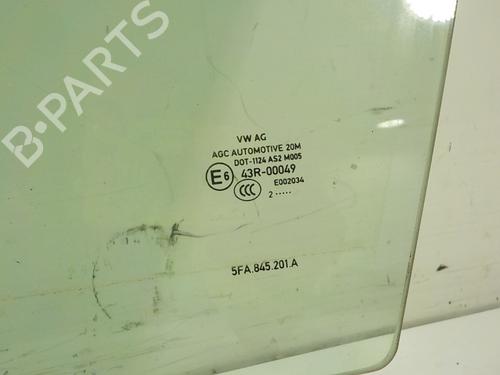 B-PARTS
VW AG
AGC AUTOMOTIVE 20M
DOT-1124 AS2 M005
E6 43R-00049
CCC E002034
2 .....
5FA.845.201.A